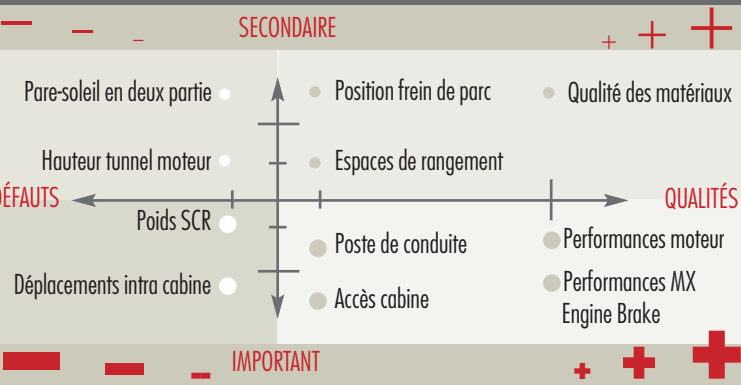 SECONDAIRE
Pare-soleil en deux partie
Position frein de parc
Qualité des matériaux
Hauteur tunnel moteur
Espaces de rangement
DÉFAUTS
QUALITÉS
Poids SCR
Poste de conduite
Performances moteur
Déplacements intra cabine
Accès cabine
Performances MX
Engine Brake
IMPORTANT